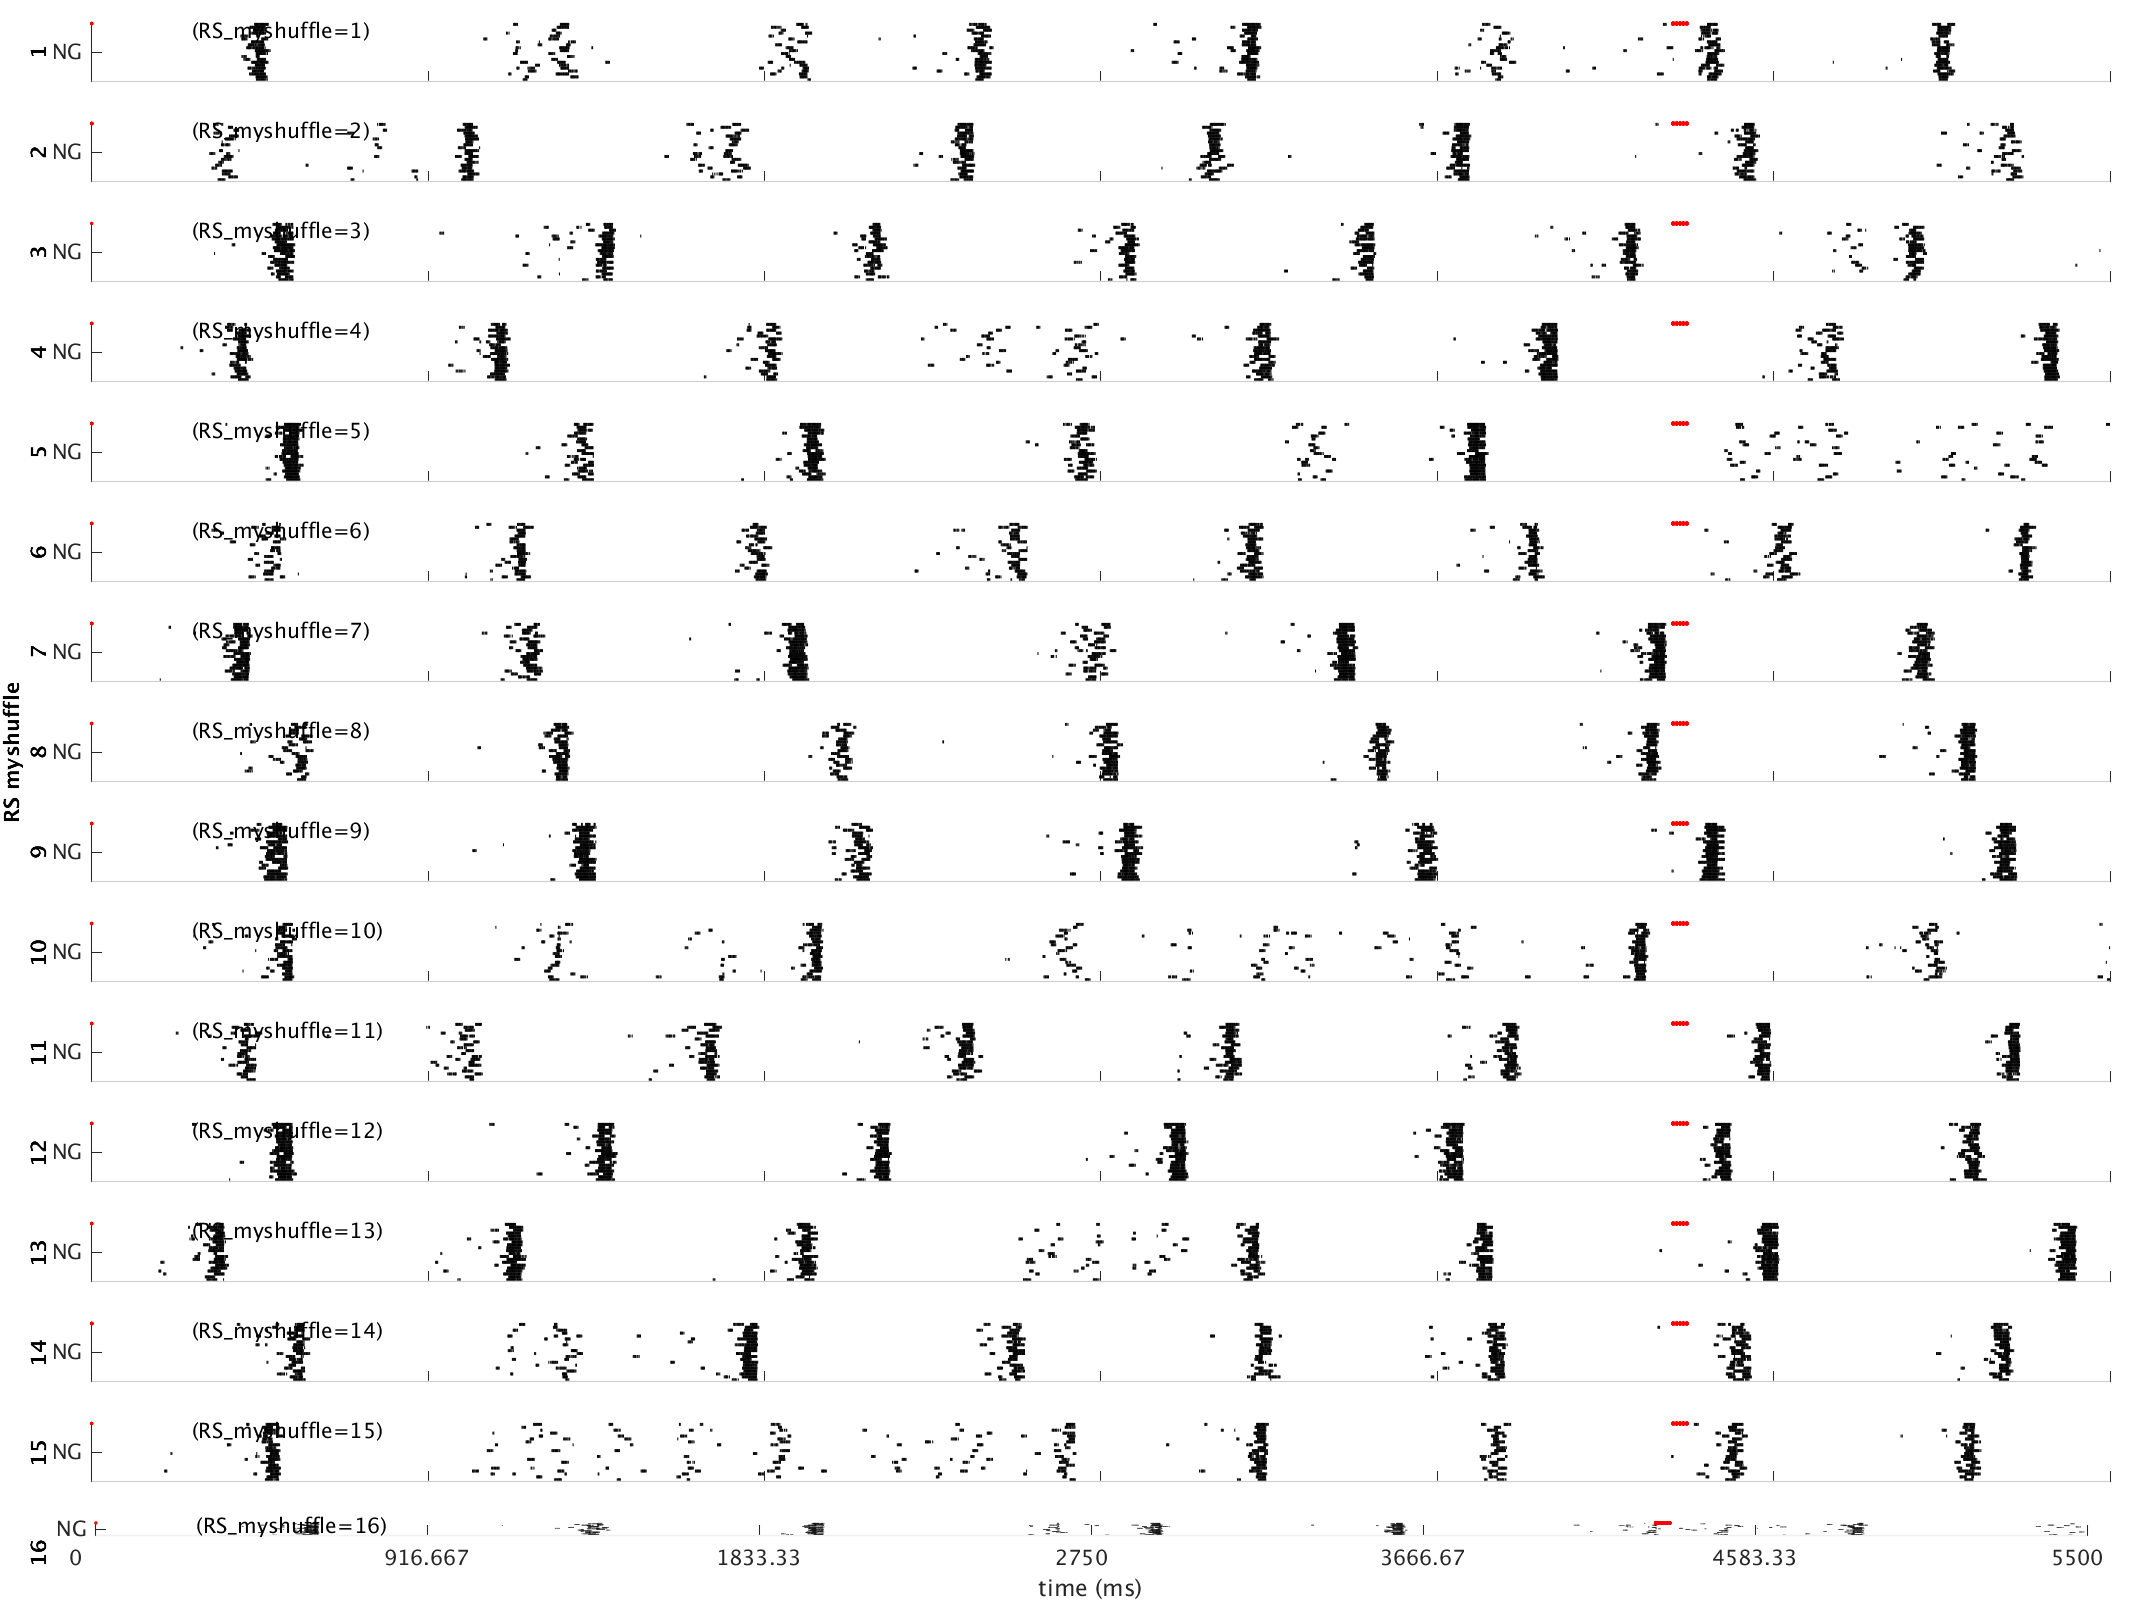 (RS_myshuffle=1)
1 NG
(RS_myshuffle=2)
2 NG
(RS_myshuffle=3)
3 NG
(RS_myshuffle=4)
4 NG
(RS_myshuffle=5)
5 NG
(RS_myshuffle=6)
6 NG
(RS_myshuffle=7)
7 NG
RS myshuffle
(RS_myshuffle=8)
8 NG
(RS_myshuffle=9)
9 NG
(RS_myshuffle=10)
10 NG
(RS_myshuffle=11)
11 NG
(RS_myshuffle=12)
12 NG
(RS_myshuffle=13)
13 NG
(RS_myshuffle=14)
14 NG
(RS_myshuffle=15)
15 NG
(RS_myshuffle=16)
16 NG
0 916.667 1833.33 2750 3666.67 4583.33 5500
time (ms)